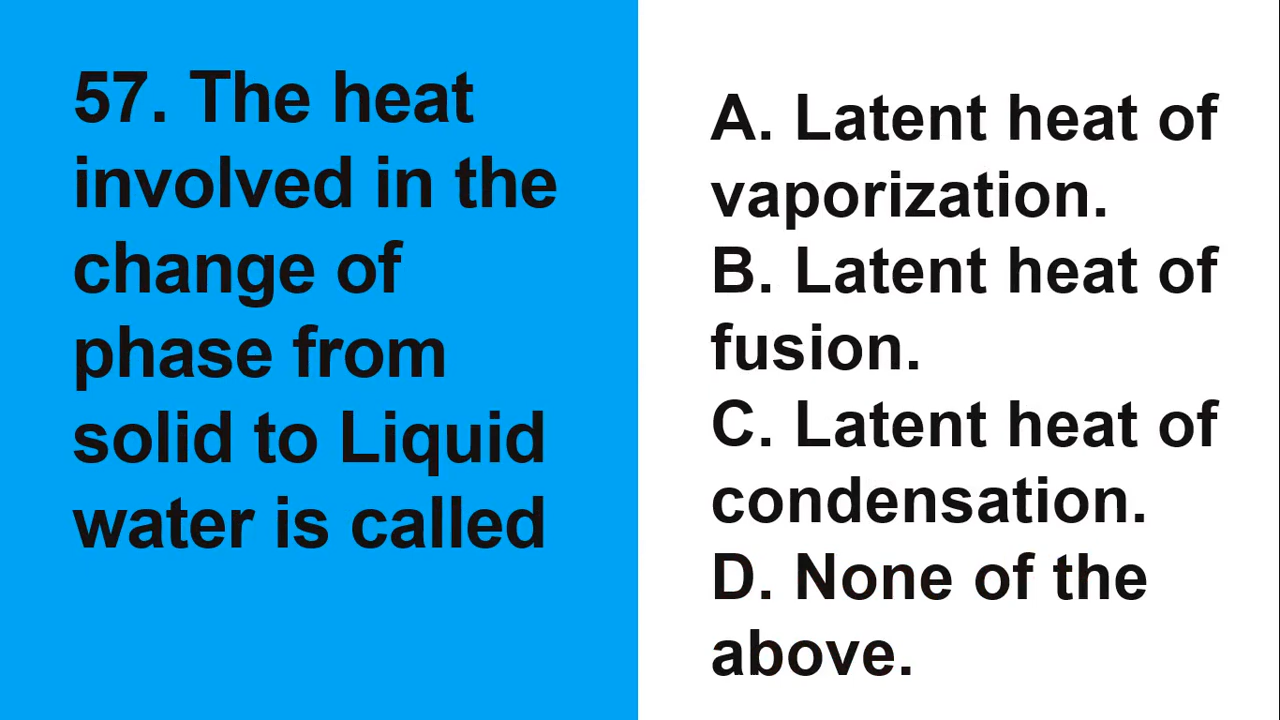 57. The heat
involved in the
change of
phase from
solid to Liquid
water is called
A. Latent heat of
vaporization.
B. Latent heat of
fusion.
C. Latent heat of
condensation.
D. None of the
above.